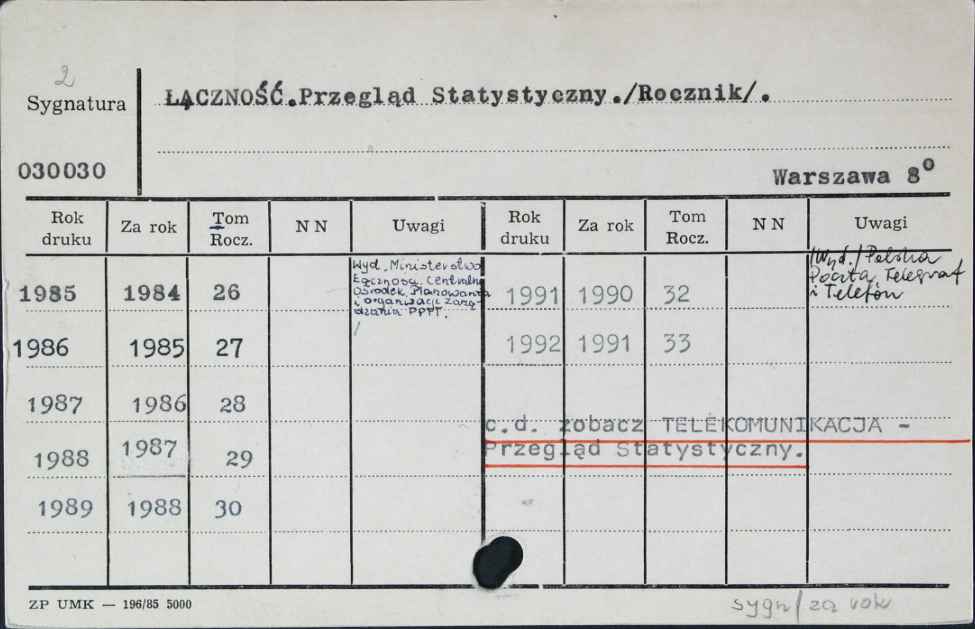 2
Sygnatura
ŁĄCZNOŚĆ.Przegląd Statystyczny./Rocznik/.
030030
Warszawa 8°
Rok druku Za rok Tom Rocz. N N Uwagi Rok druku Za rok Tom Rocz. N N Uwagi
1985 1984 26
Wyd. Ministerstwo
Łączności. Centralny
Ośrodek Planowania
i organizacji Zarzą-
dzania PPPT.
/
1991 1990 32
/Wyd./ Polska
Poczta, Telegraf
i Telefon
1986 1985 27 1992 1991 33
1987 1986 28
c.d. zobacz TELEKOMUNIKACJA -
Przegląd Statystyczny.
1988 1987 29
1989 1988 30
ZP UMK — 196/85 5000
sygn/za rok